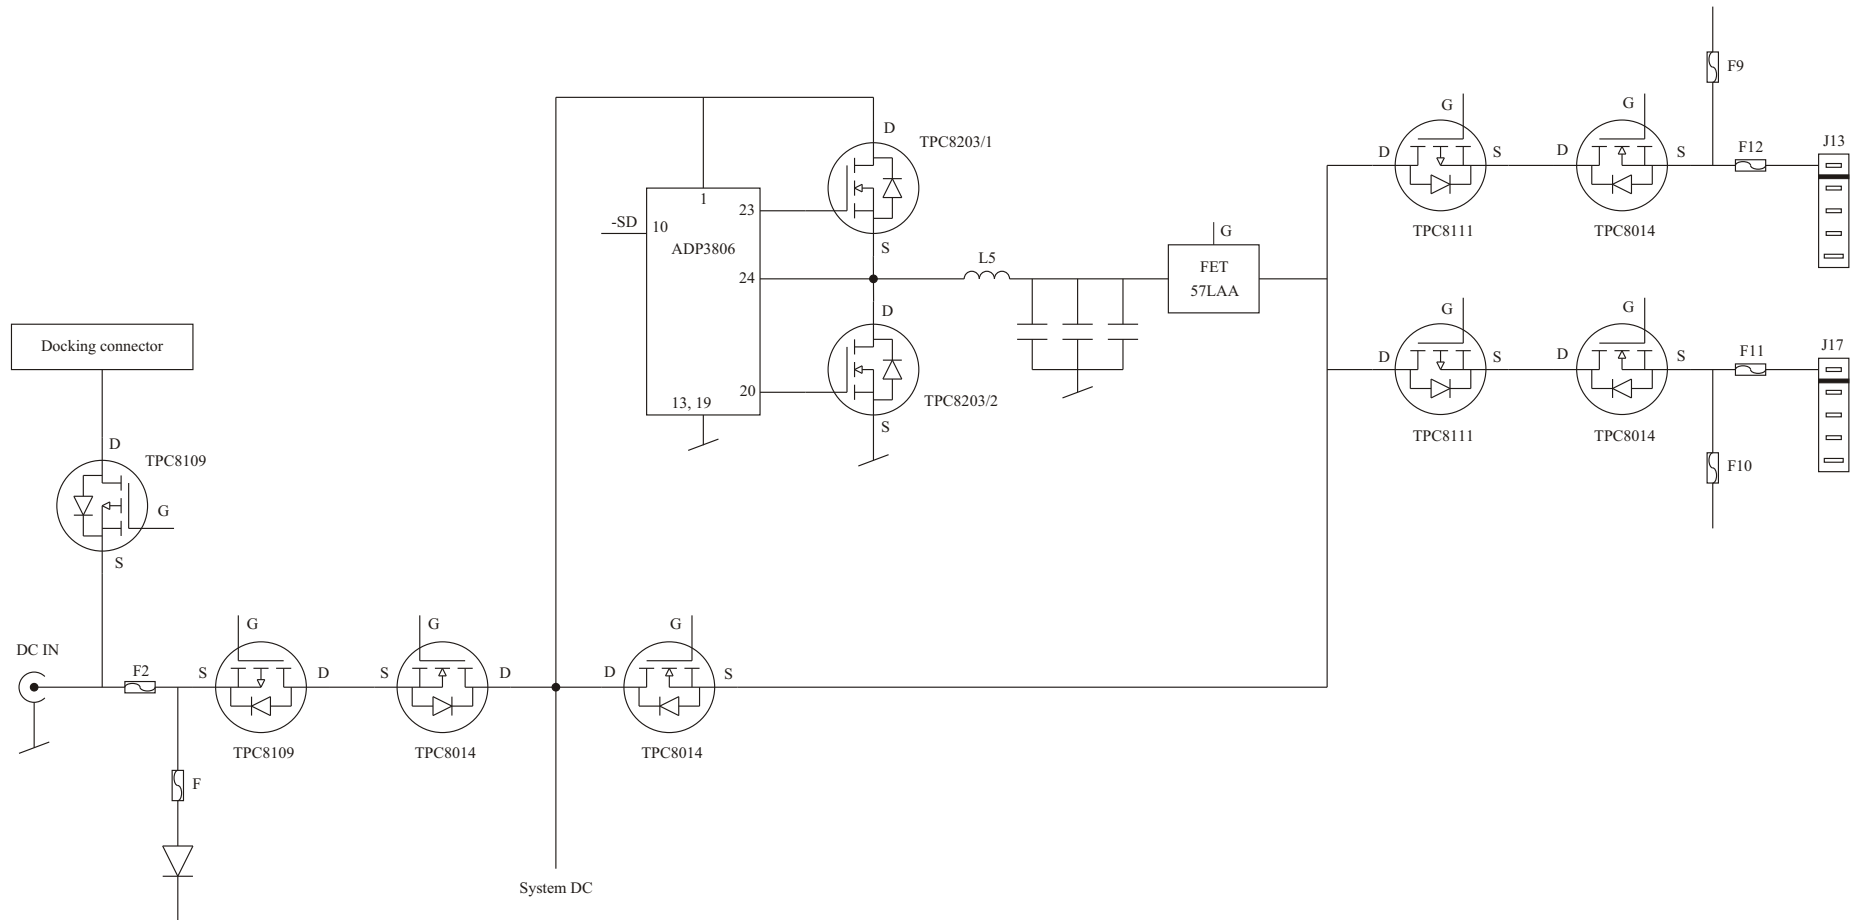 F9
G
G
D
TPC8203/1
D
S
D
S
F12
J13
1
23
-SD
10
ADP3806
S
G
TPC8111
TPC8014
24
L5
FET
57LAA
D
G
G
Docking connector
D
S
D
S
F11
J17
20
13, 19
TPC8203/2
S
TPC8111
TPC8014
D
TPC8109
F10
G
S
G
G
G
DC IN
F2
S
D
S
D
D
S
TPC8109
TPC8014
TPC8014
F
System DC